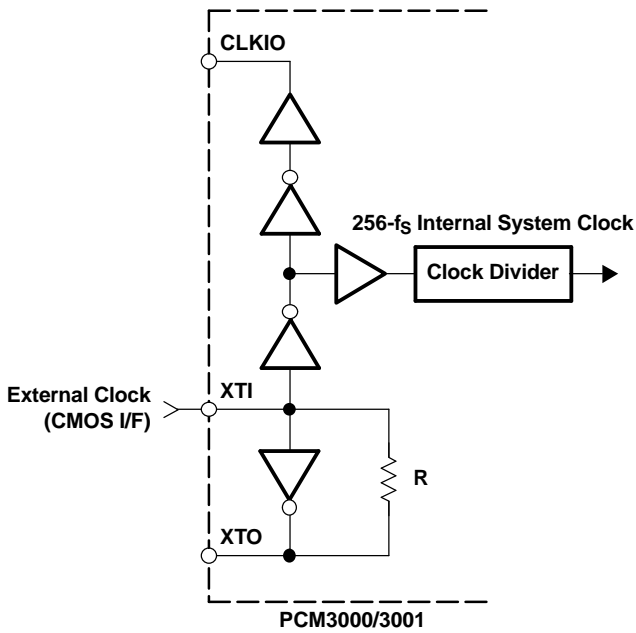 CLKIO
256-fS Internal System Clock
Clock Divider
External Clock
(CMOS I/F)
XTI
R
XTO
PCM3000/3001